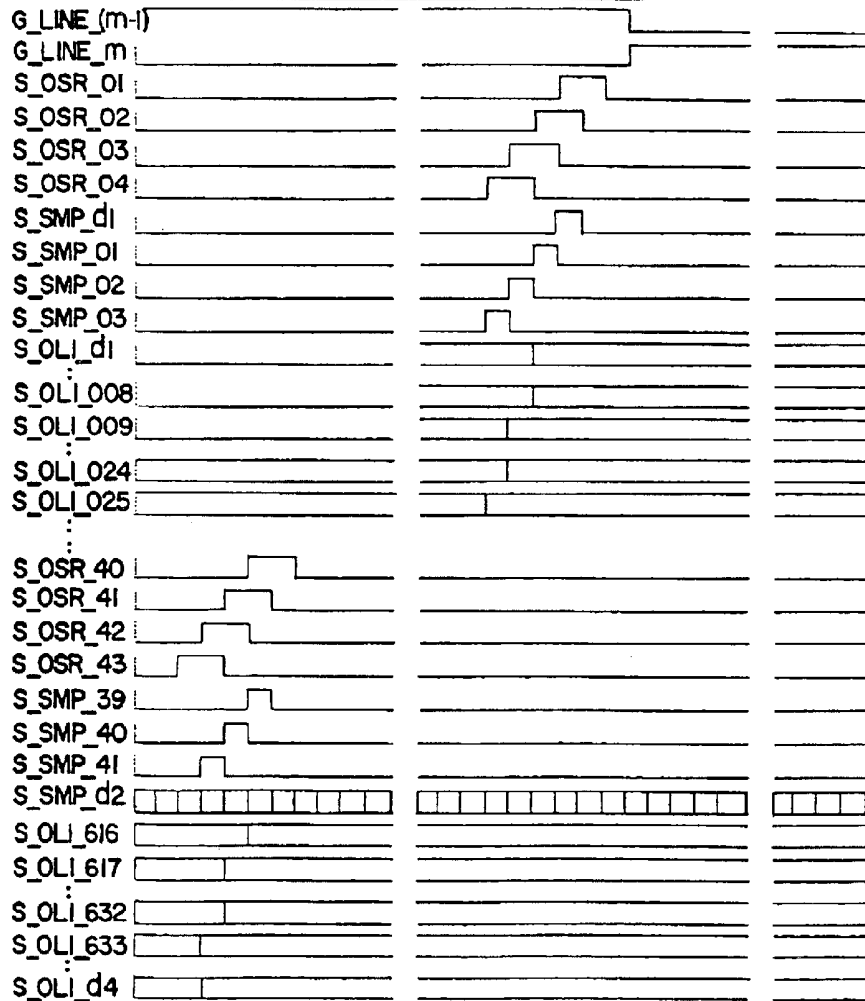 G_LINE_(m-1)
G_LINE_m
S_OSR_01
S_OSR_02
S_OSR_03
S_OSR_04
S_SMP_d1
S_SMP_01
S_SMP_02
S_SMP_03
S_OLI_d1
S_OLI_008
S_OLI_009
S_OLI_024
S_OLI_025
S_OSR_40
S_OSR_41
S_OSR_42
S_OSR_43
S_SMP_39
S_SMP_40
S_SMP_41
S_SMP_d2
S_OLI_616
S_OLI_617
S_OLI_632
S_OLI_633
S_OLI_d4